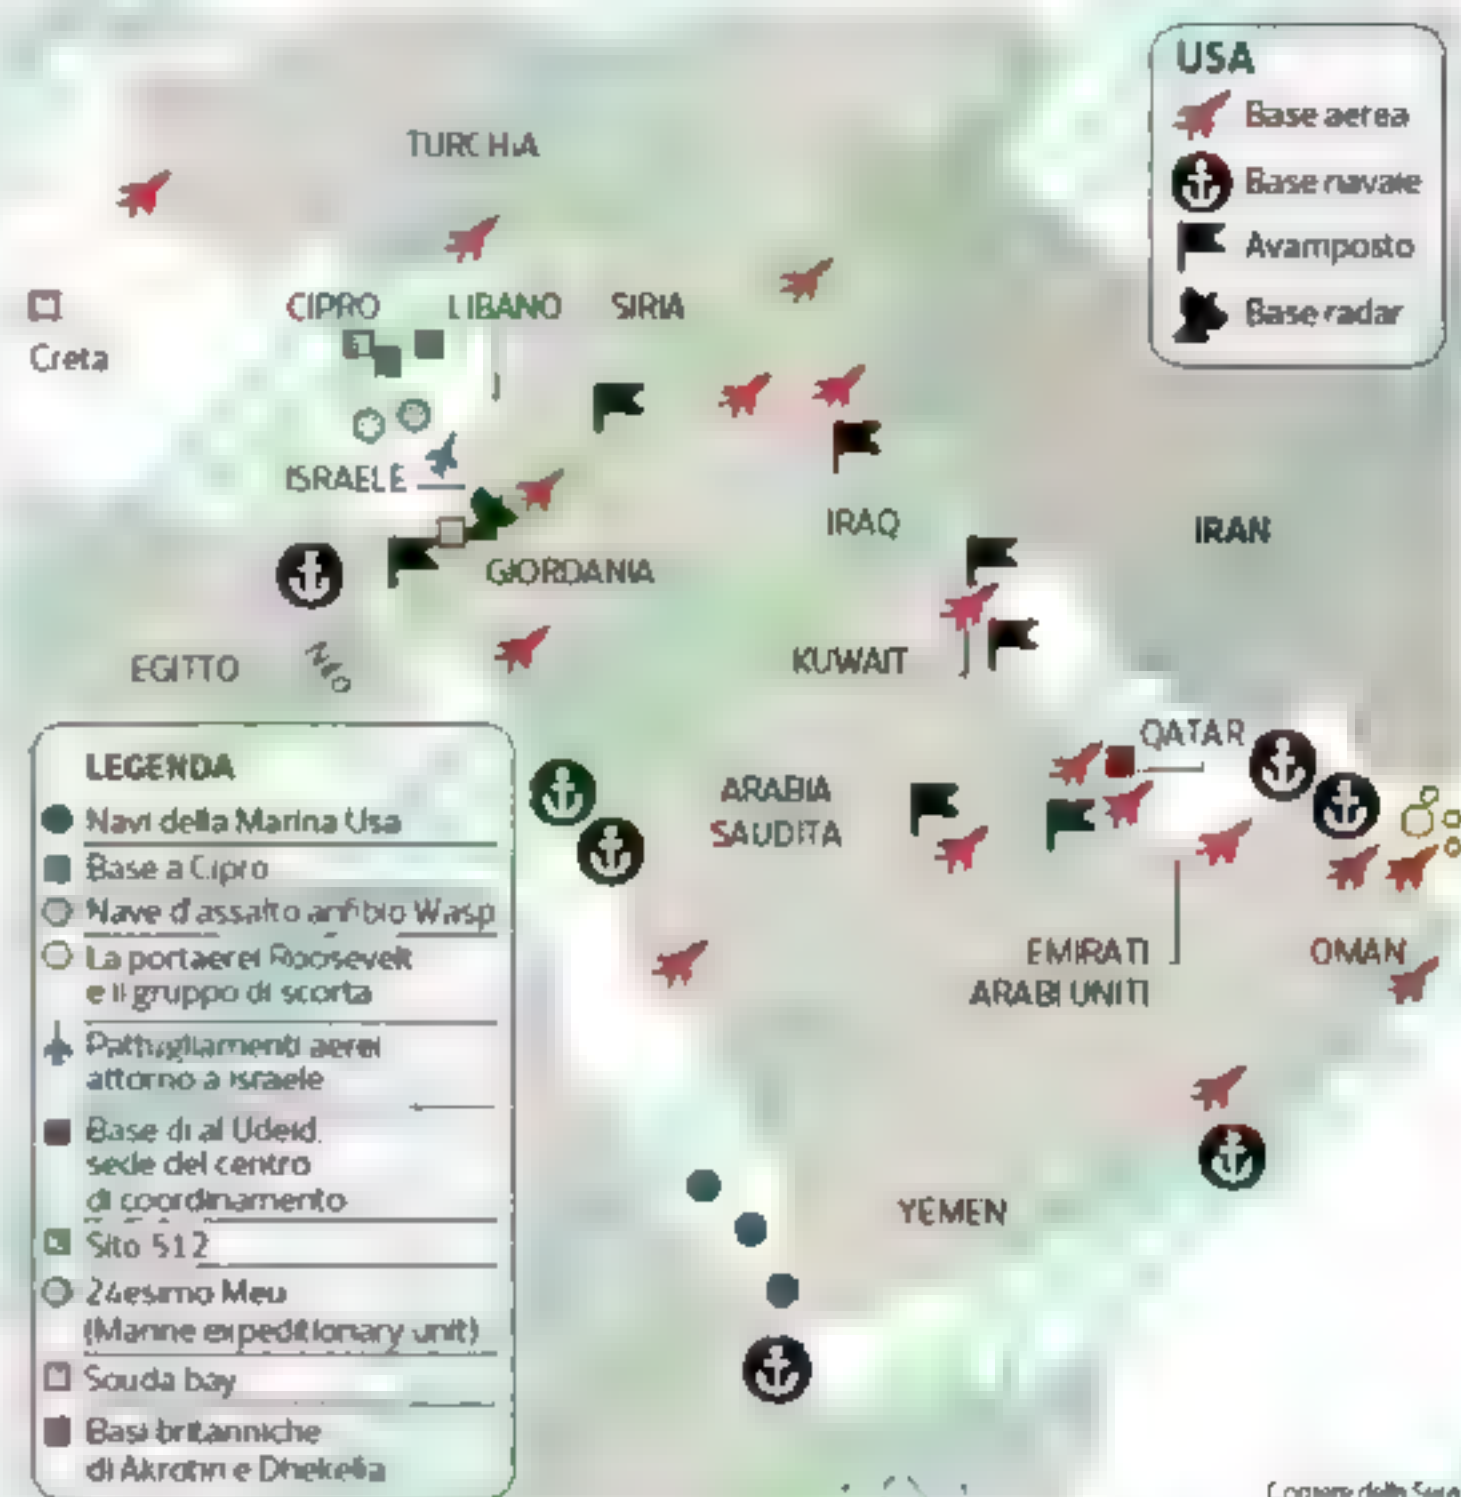 USA
Base aerea
Base navale
Avamposto
Base radar
TURCHIA
CIPRO
LIBANO
SIRIA
Creta
ISRAELE
IRAQ
IRAN
GIORDANIA
EGITTO
KUWAIT
QATAR
ARABIA
SAUDITA
EMIRATI
ARABI UNITI
OMAN
YEMEN
LEGENDA
Navi della Marina Usa
Base a Cipro
Nave d'assalto anfibio Wasp
La portaerei Roosevelt
e il gruppo di scorta
Pattugliamenti aerei
attorno a Israele
Base di al Udeid,
sede del centro
di coordinamento
Sito 512
24esimo Meu
(Marine expeditionary unit)
Souda bay
Basi britanniche
di Akrotiri e Dhekelia
Corriere della Sera